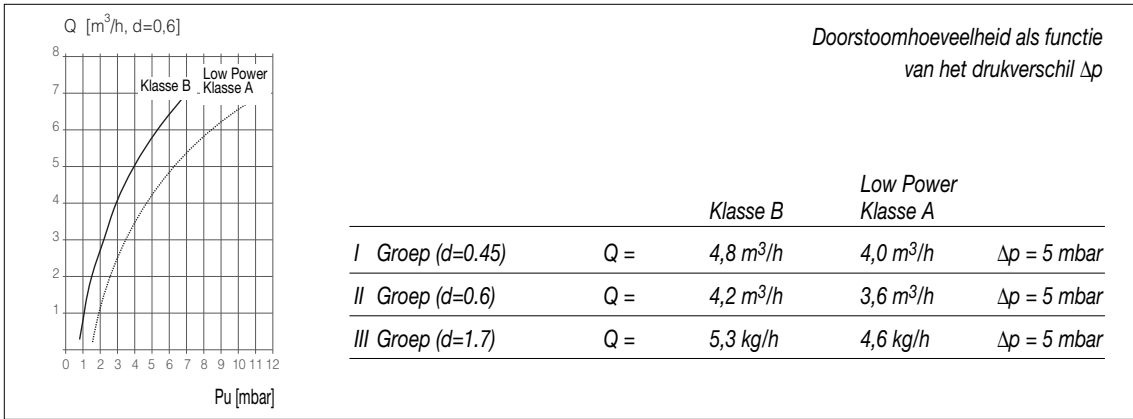 Q [m³/h, d=0,6]
8
7
6
5
4
3
2
1
Klasse B
Low Power
Klasse A
0 1 2 3 4 5 6 7 8 9 10 11 12
Pu [mbar]
Doorstoomhoeveelheid als functie
van het drukverschil Δp
Low Power
Klasse B Klasse A
I Groep (d=0.45) Q = 4,8 m³/h 4,0 m³/h Δp = 5 mbar
II Groep (d=0.6) Q = 4,2 m³/h 3,6 m³/h Δp = 5 mbar
III Groep (d=1.7) Q = 5,3 kg/h 4,6 kg/h Δp = 5 mbar